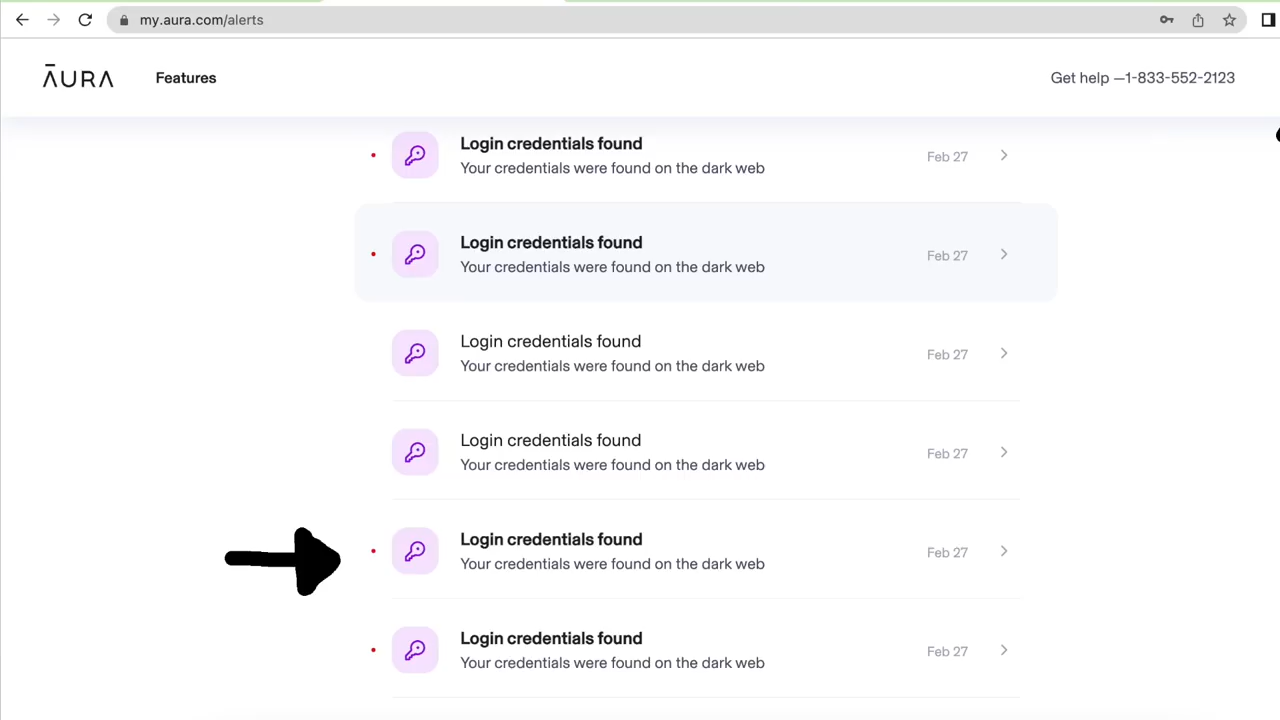 my.aura.com/alerts
ĀURA
Features
Get help —1-833-552-2123
Login credentials found
Your credentials were found on the dark web
Feb 27
Login credentials found
Your credentials were found on the dark web
Feb 27
Login credentials found
Your credentials were found on the dark web
Feb 27
Login credentials found
Your credentials were found on the dark web
Feb 27
Login credentials found
Your credentials were found on the dark web
Feb 27
Login credentials found
Your credentials were found on the dark web
Feb 27